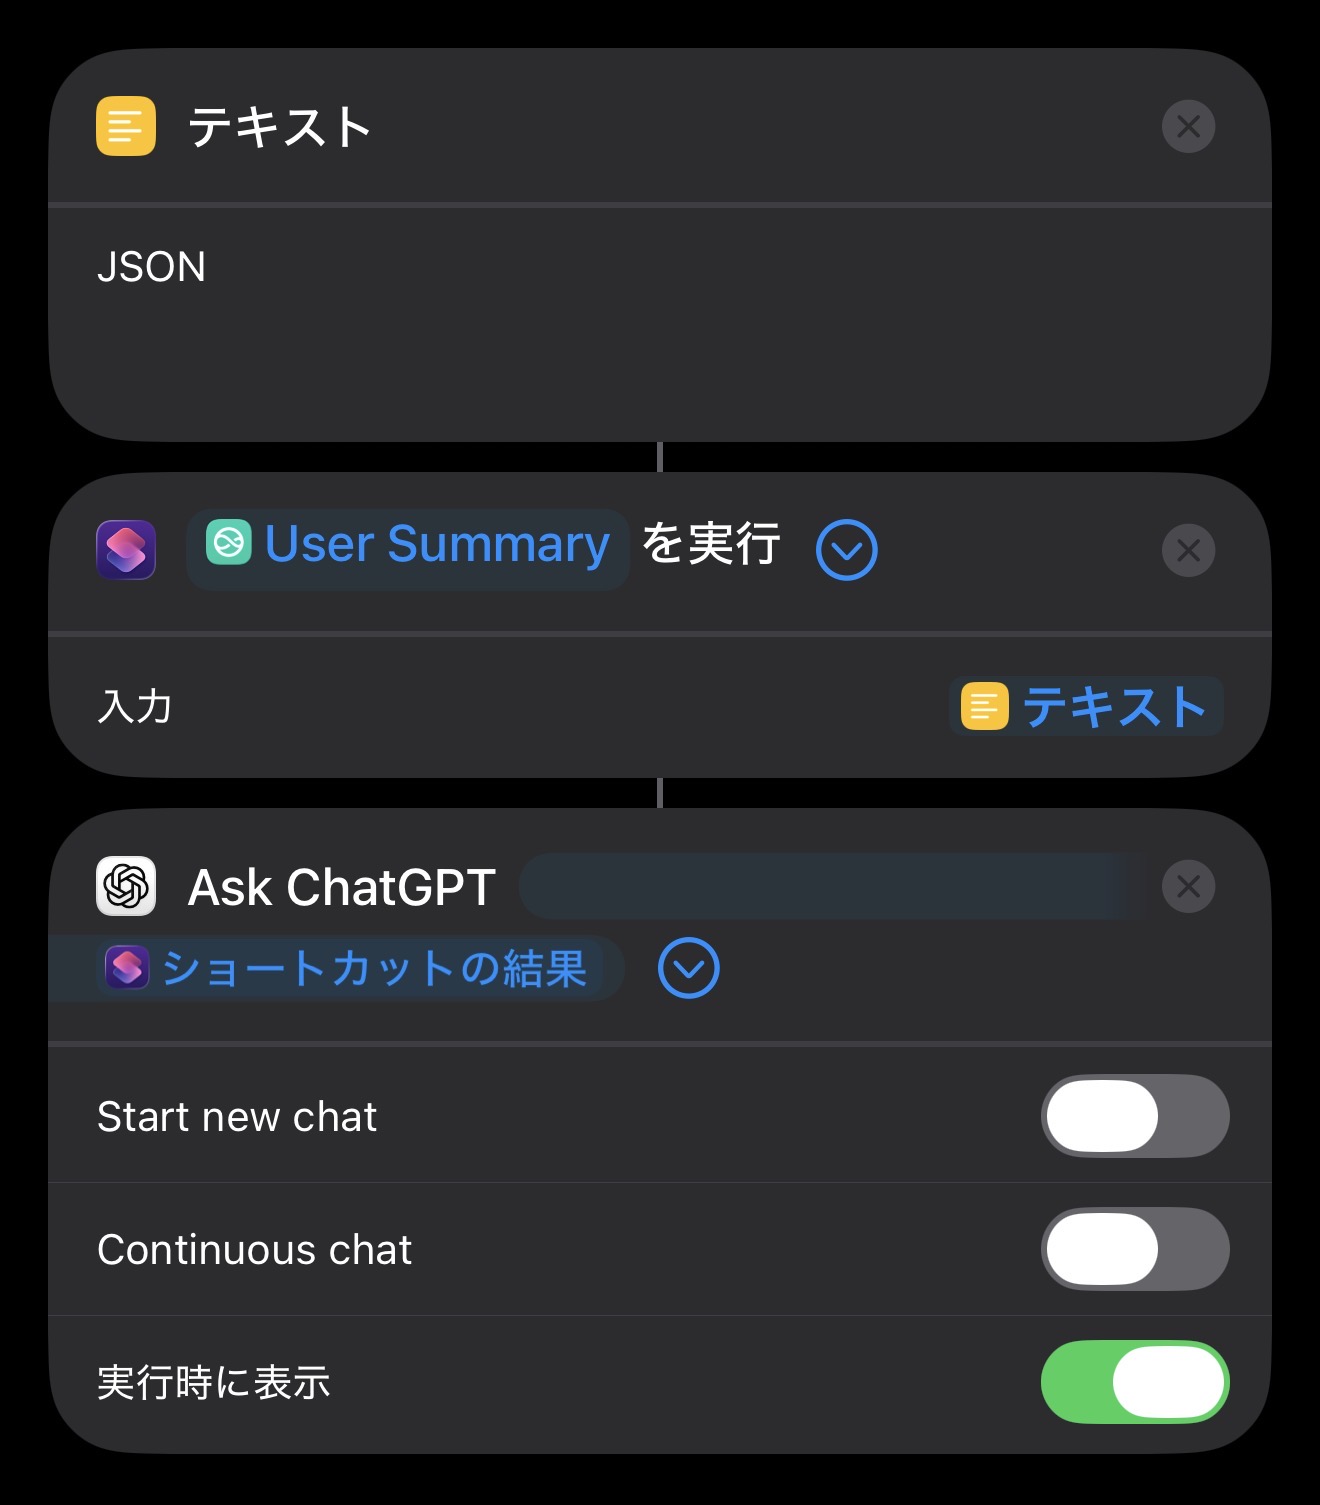 テキスト
JSON
User Summary を実行
入力 テキスト
Ask ChatGPT
ショートカットの結果
Start new chat
Continuous chat
実行時に表示